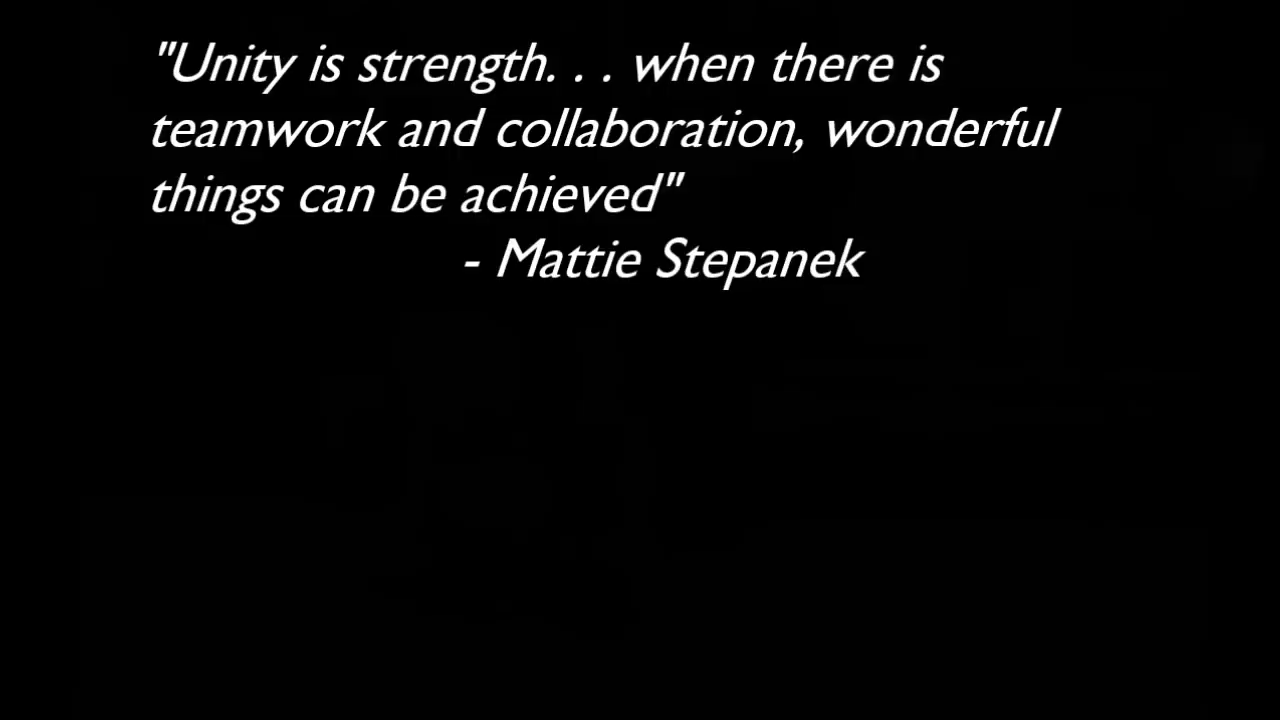 "Unity is strength. . . when there is
teamwork and collaboration, wonderful
things can be achieved"
- Mattie Stepanek